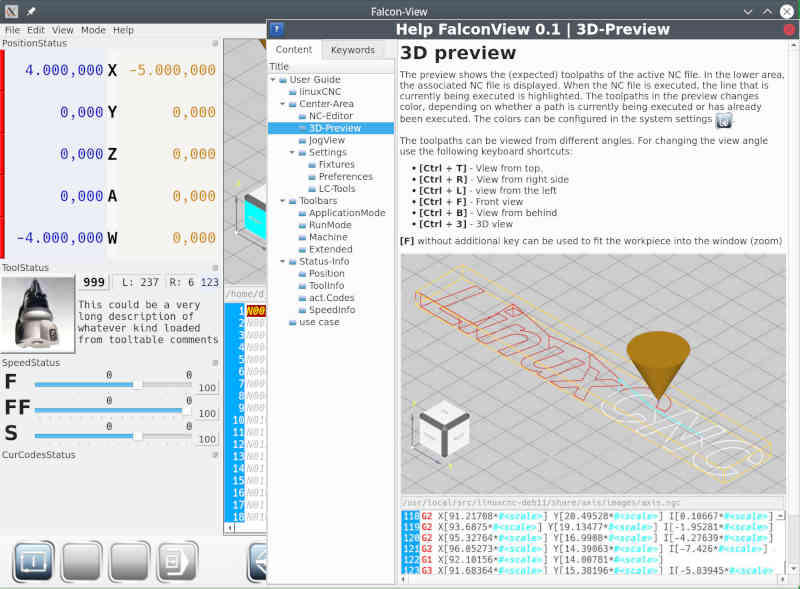 Falcon-View
File Edit View Mode Help
PositionStatus
4.000,000 X -5.000,000
0,000 Y 0,000
0,000 Z 0,000
0,000 A 0,000
-4.000,000 W 0,000
ToolStatus
999 L: 237 R: 6 123
This could be a very
long description of
whatever kind loaded
from tooltable comments
SpeedStatus
0 0
F 100
0 0
FF 100
0 0
S 100
CurCodesStatus
/home/d
1 N00
2 N00
3 N00
4 N00
5 N00
6 N00
7 N00
8 N00
9 N00
10 N01
11 N01
12 N01
13 N01
14 N01
15 N01
16 N01
17 N01
18 N01
Help FalconView 0.1 | 3D-Preview
Content Keywords
Title
User Guide
linuxCNC
Center-Area
NC-Editor
3D-Preview
JogView
Settings
Fixtures
Preferences
LC-Tools
Toolbars
ApplicationMode
RunMode
Machine
Extended
Status-Info
Position
ToolInfo
act.Codes
SpeedInfo
use case
3D preview
The preview shows the (expected) toolpaths of the active NC file. In the lower area,
the associated NC file is displayed. When the NC file is executed, the line that is
currently being executed is highlighted. The toolpaths in the preview changes
color, depending on whether a path is currently being executed or has already
been executed. The colors can be configured in the system settings
The toolpaths can be viewed from different angles. For changing the view angle
use the following keyboard shortcuts:
• [Ctrl + T] - View from top.
• [Ctrl + R] - View from right side
• [Ctrl + L] - view from the left
• [Ctrl + F] - Front view
• [Ctrl + B] - View from behind
• [Ctrl + 3] - 3D view
[F] without additional key can be used to fit the workpiece into the window (zoom)
LinuxCNC
/usr/local/src/linuxcnc-deb11/share/axis/images/axis.ngc
118 G2 X[91.21708*#<scale>] Y[20.49528*#<scale>] I[0.10667*#<scale>]
119 G2 X[93.6875*#<scale>] Y[19.13477*#<scale>] I[-1.95281*#<scale>]
120 G2 X[95.32764*#<scale>] Y[16.9908*#<scale>] I[-4.27639*#<scale>]
121 G2 X[96.05273*#<scale>] Y[14.39063*#<scale>] I[-7.426*#<scale>]
122 G1 X[92.10156*#<scale>] Y[14.00781*#<scale>]
123 G3 X[91.68364*#<scale>] Y[15.38196*#<scale>] I[-5.03945*#<scale>]